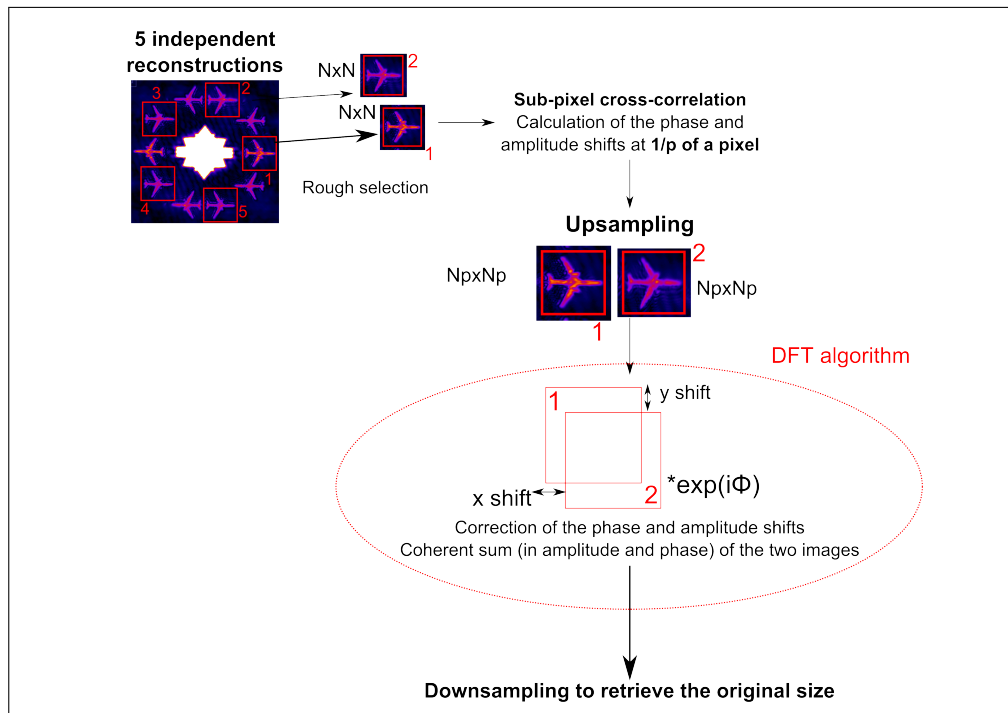 5 independent
reconstructions
3
2
1
4
5
NxN
2
NxN
1
Rough selection
Sub-pixel cross-correlation
Calculation of the phase and
amplitude shifts at 1/p of a pixel
Upsampling
NpxNp
1
2
NpxNp
DFT algorithm
1
y shift
x shift
2
*exp(iΦ)
Correction of the phase and amplitude shifts
Coherent sum (in amplitude and phase) of the two images
Downsampling to retrieve the original size